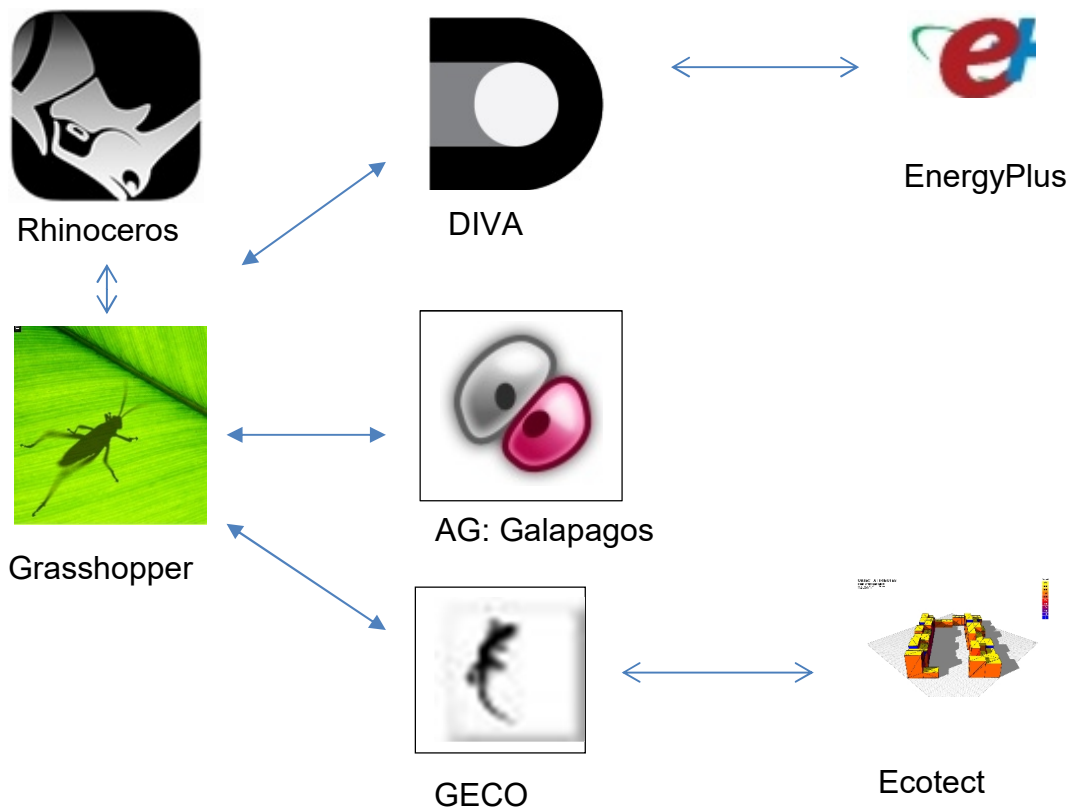 Rhinoceros
DIVA
EnergyPlus
Grasshopper
AG: Galapagos
GECO
Ecotect